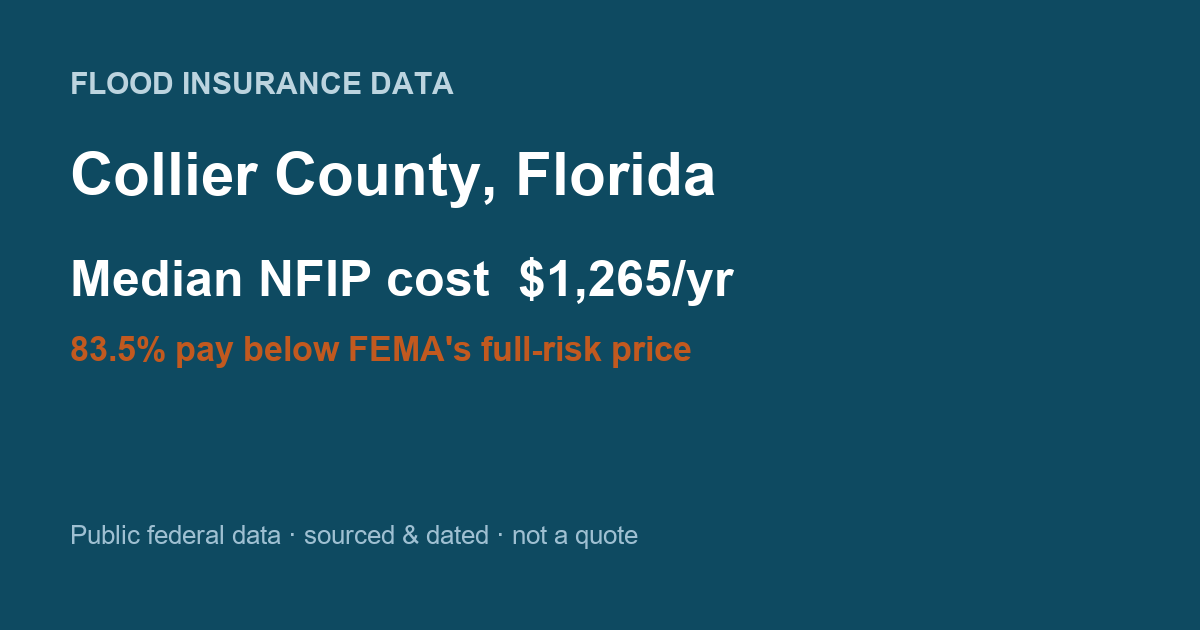 FLOOD INSURANCE DATA
Collier County, Florida
Median NFIP cost  $1,265/yr
83.5% pay below FEMA's full-risk price
Public federal data · sourced & dated · not a quote